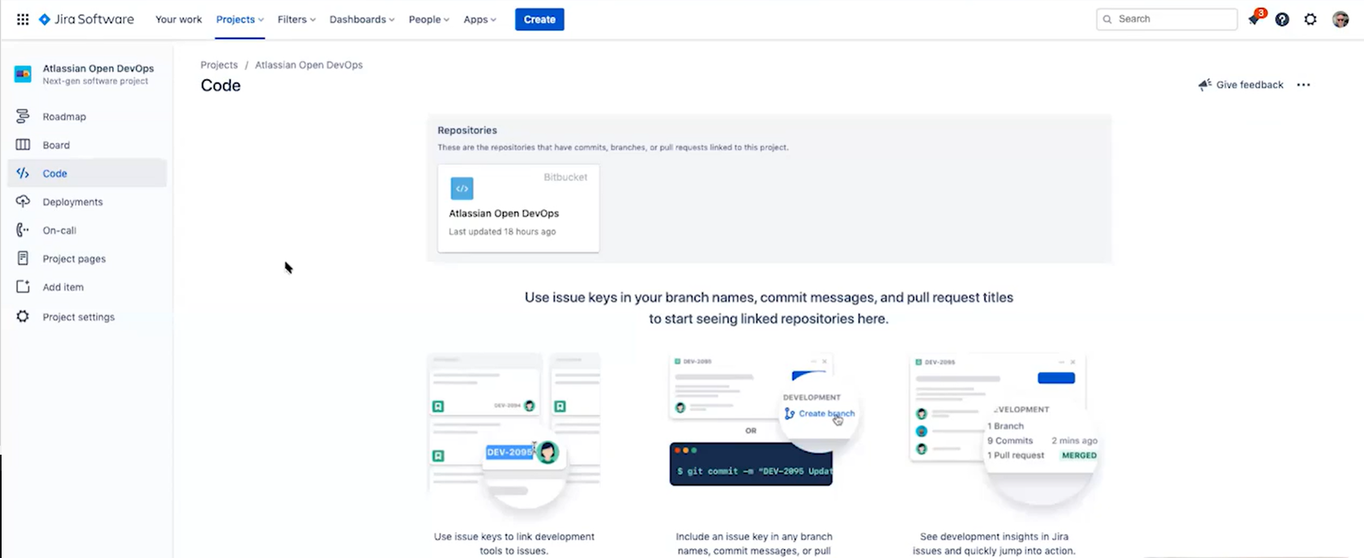 Jira Software
Your work
Projects
Filters
Dashboards
People
Apps
Create
Search
3
Atlassian Open DevOps
Next-gen software project
Roadmap
Board
Code
Deployments
On-call
Project pages
Add item
Project settings
Projects / Atlassian Open DevOps
Code
Give feedback
Repositories
These are the repositories that have commits, branches, or pull requests linked to this project.
Bitbucket
Atlassian Open DevOps
Last updated 18 hours ago
Use issue keys in your branch names, commit messages, and pull request titles
to start seeing linked repositories here.
DEV-2094
DEV-2095
Use issue keys to link development
tools to issues.
DEV-2095
DEVELOPMENT
Create branch
OR
$ git commit -m "DEV-2095 Updat
Include an issue key in any branch
names, commit messages, or pull
DEV-2095
EVELOPMENT
1 Branch
9 Commits 2 mins ago
1 Pull request MERGED
See development insights in Jira
issues and quickly jump into action.